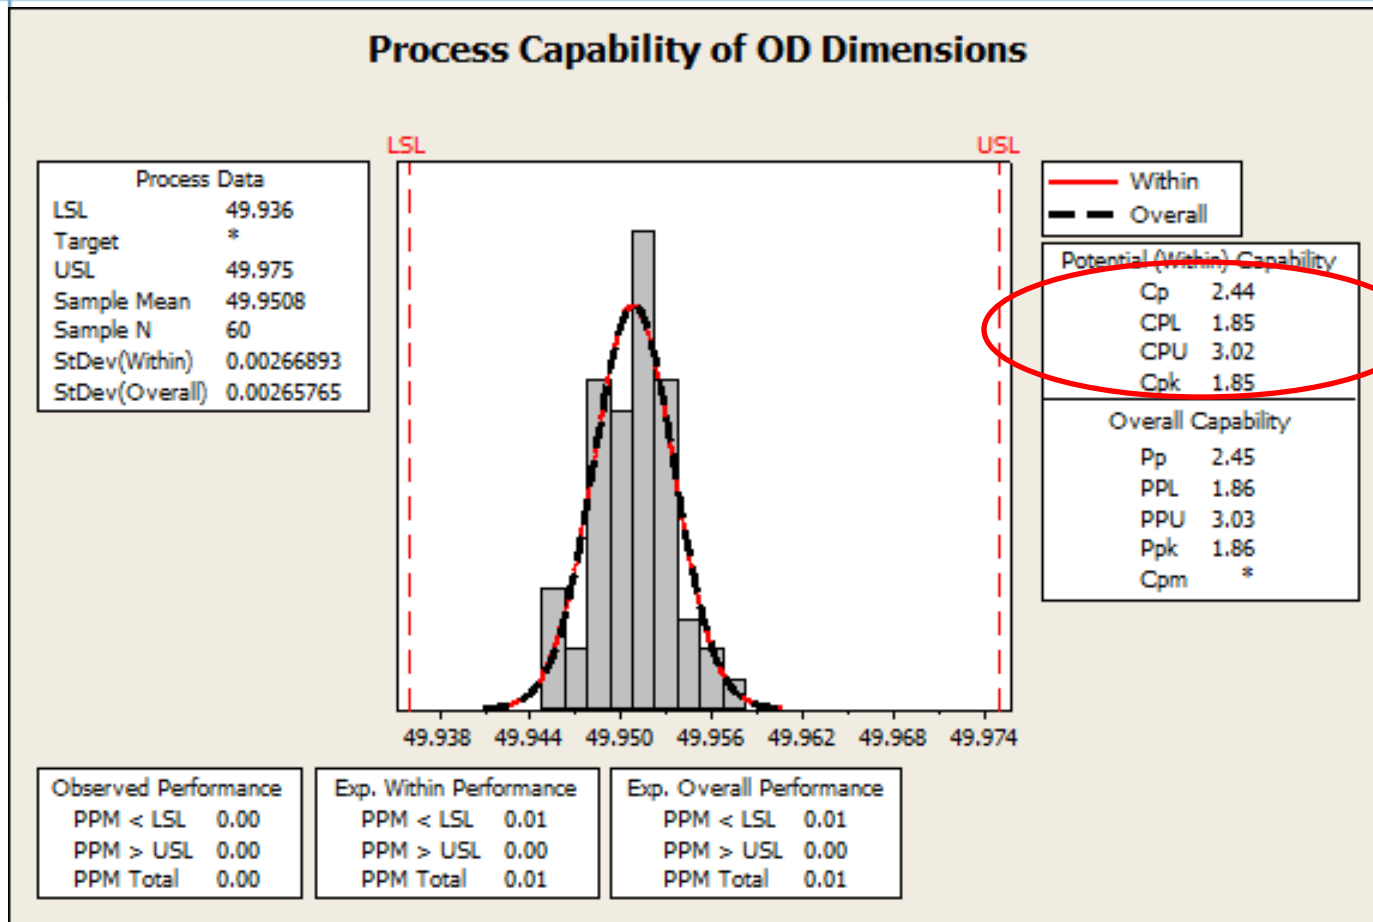 Process Capability of OD Dimensions
LSL
USL
Process Data
LSL 49.936
Target *
USL 49.975
Sample Mean 49.9508
Sample N 60
StDev(Within) 0.00266893
StDev(Overall) 0.00265765
Within
Overall
Potential (Within) Capability
Cp 2.44
CPL 1.85
CPU 3.02
Cpk 1.85
Overall Capability
Pp 2.45
PPL 1.86
PPU 3.03
Ppk 1.86
Cpm *
49.938 49.944 49.950 49.956 49.962 49.968 49.974
Observed Performance
PPM < LSL 0.00
PPM > USL 0.00
PPM Total 0.00
Exp. Within Performance
PPM < LSL 0.01
PPM > USL 0.00
PPM Total 0.01
Exp. Overall Performance
PPM < LSL 0.01
PPM > USL 0.00
PPM Total 0.01